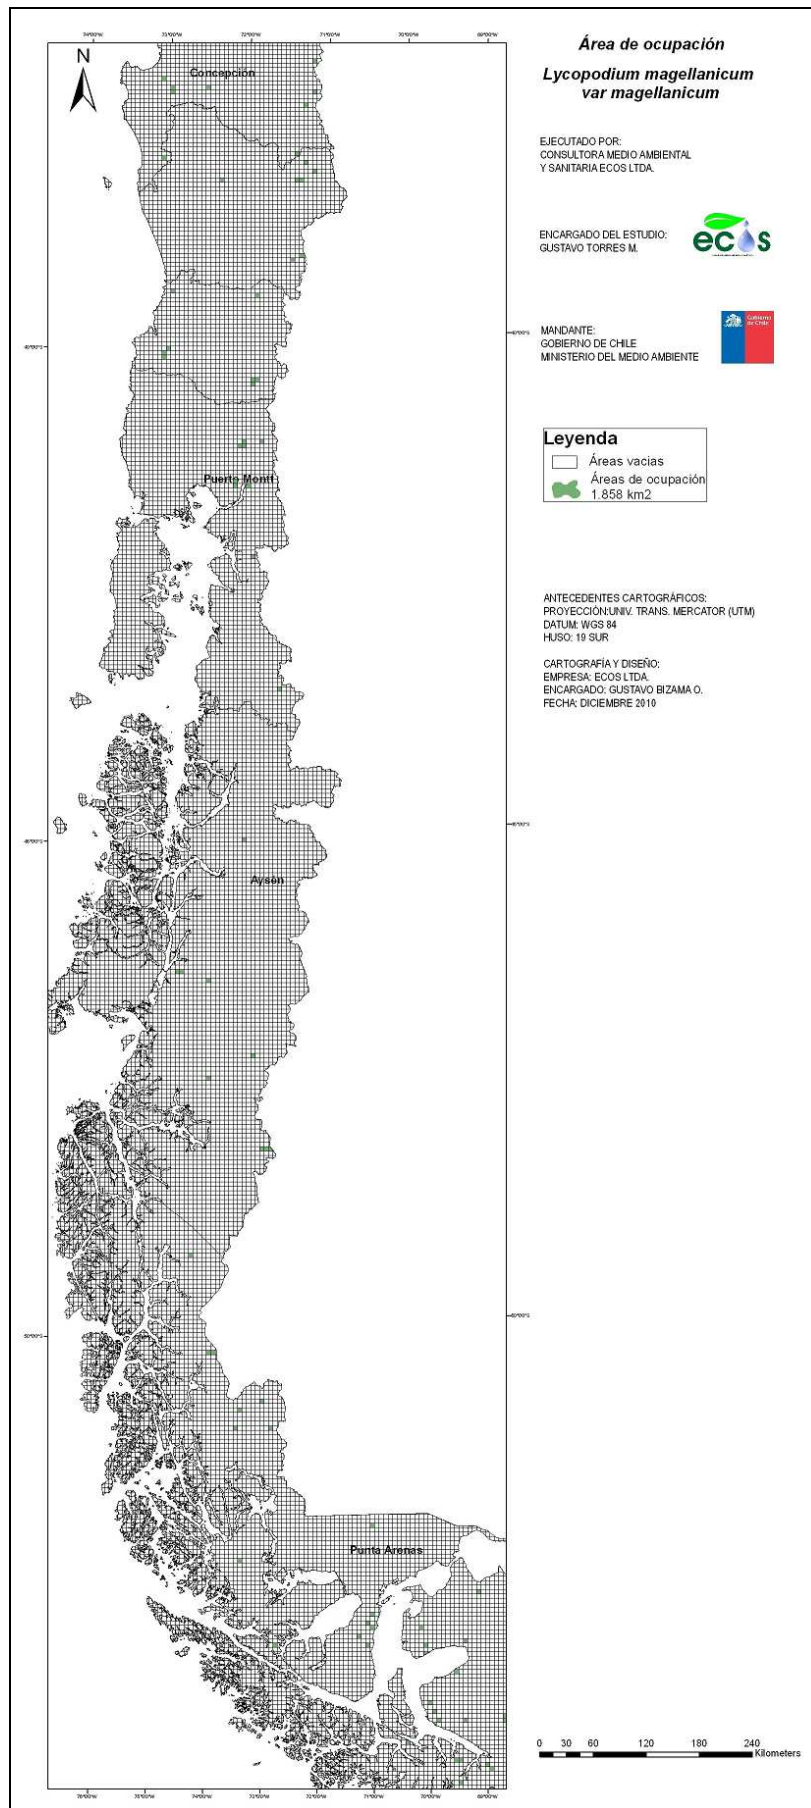 Área de ocupación
Lycopodium magellanicum
var magellanicum
N
Concepción
EJECUTADO POR:
CONSULTORA MEDIO AMBIENTAL
Y SANITARIA ECOS LTDA.
ENCARGADO DEL ESTUDIO:
GUSTAVO TORRES M.
ecos
MANDANTE:
GOBIERNO DE CHILE
MINISTERIO DEL MEDIO AMBIENTE
Gobierno
de Chile
Leyenda
Áreas vacias
Áreas de ocupación
1.858 km2
Puerto Montt
ANTECEDENTES CARTOGRÁFICOS:
PROYECCIÓN:UNIV. TRANS. MERCATOR (UTM)
DATUM: WGS 84
HUSO: 19 SUR
CARTOGRAFÍA Y DISEÑO:
EMPRESA: ECOS LTDA.
ENCARGADO: GUSTAVO BIZAMA O.
FECHA: DICIEMBRE 2010
Aysén
Punta Arenas
0 30 60 120 180 240
Kilometers